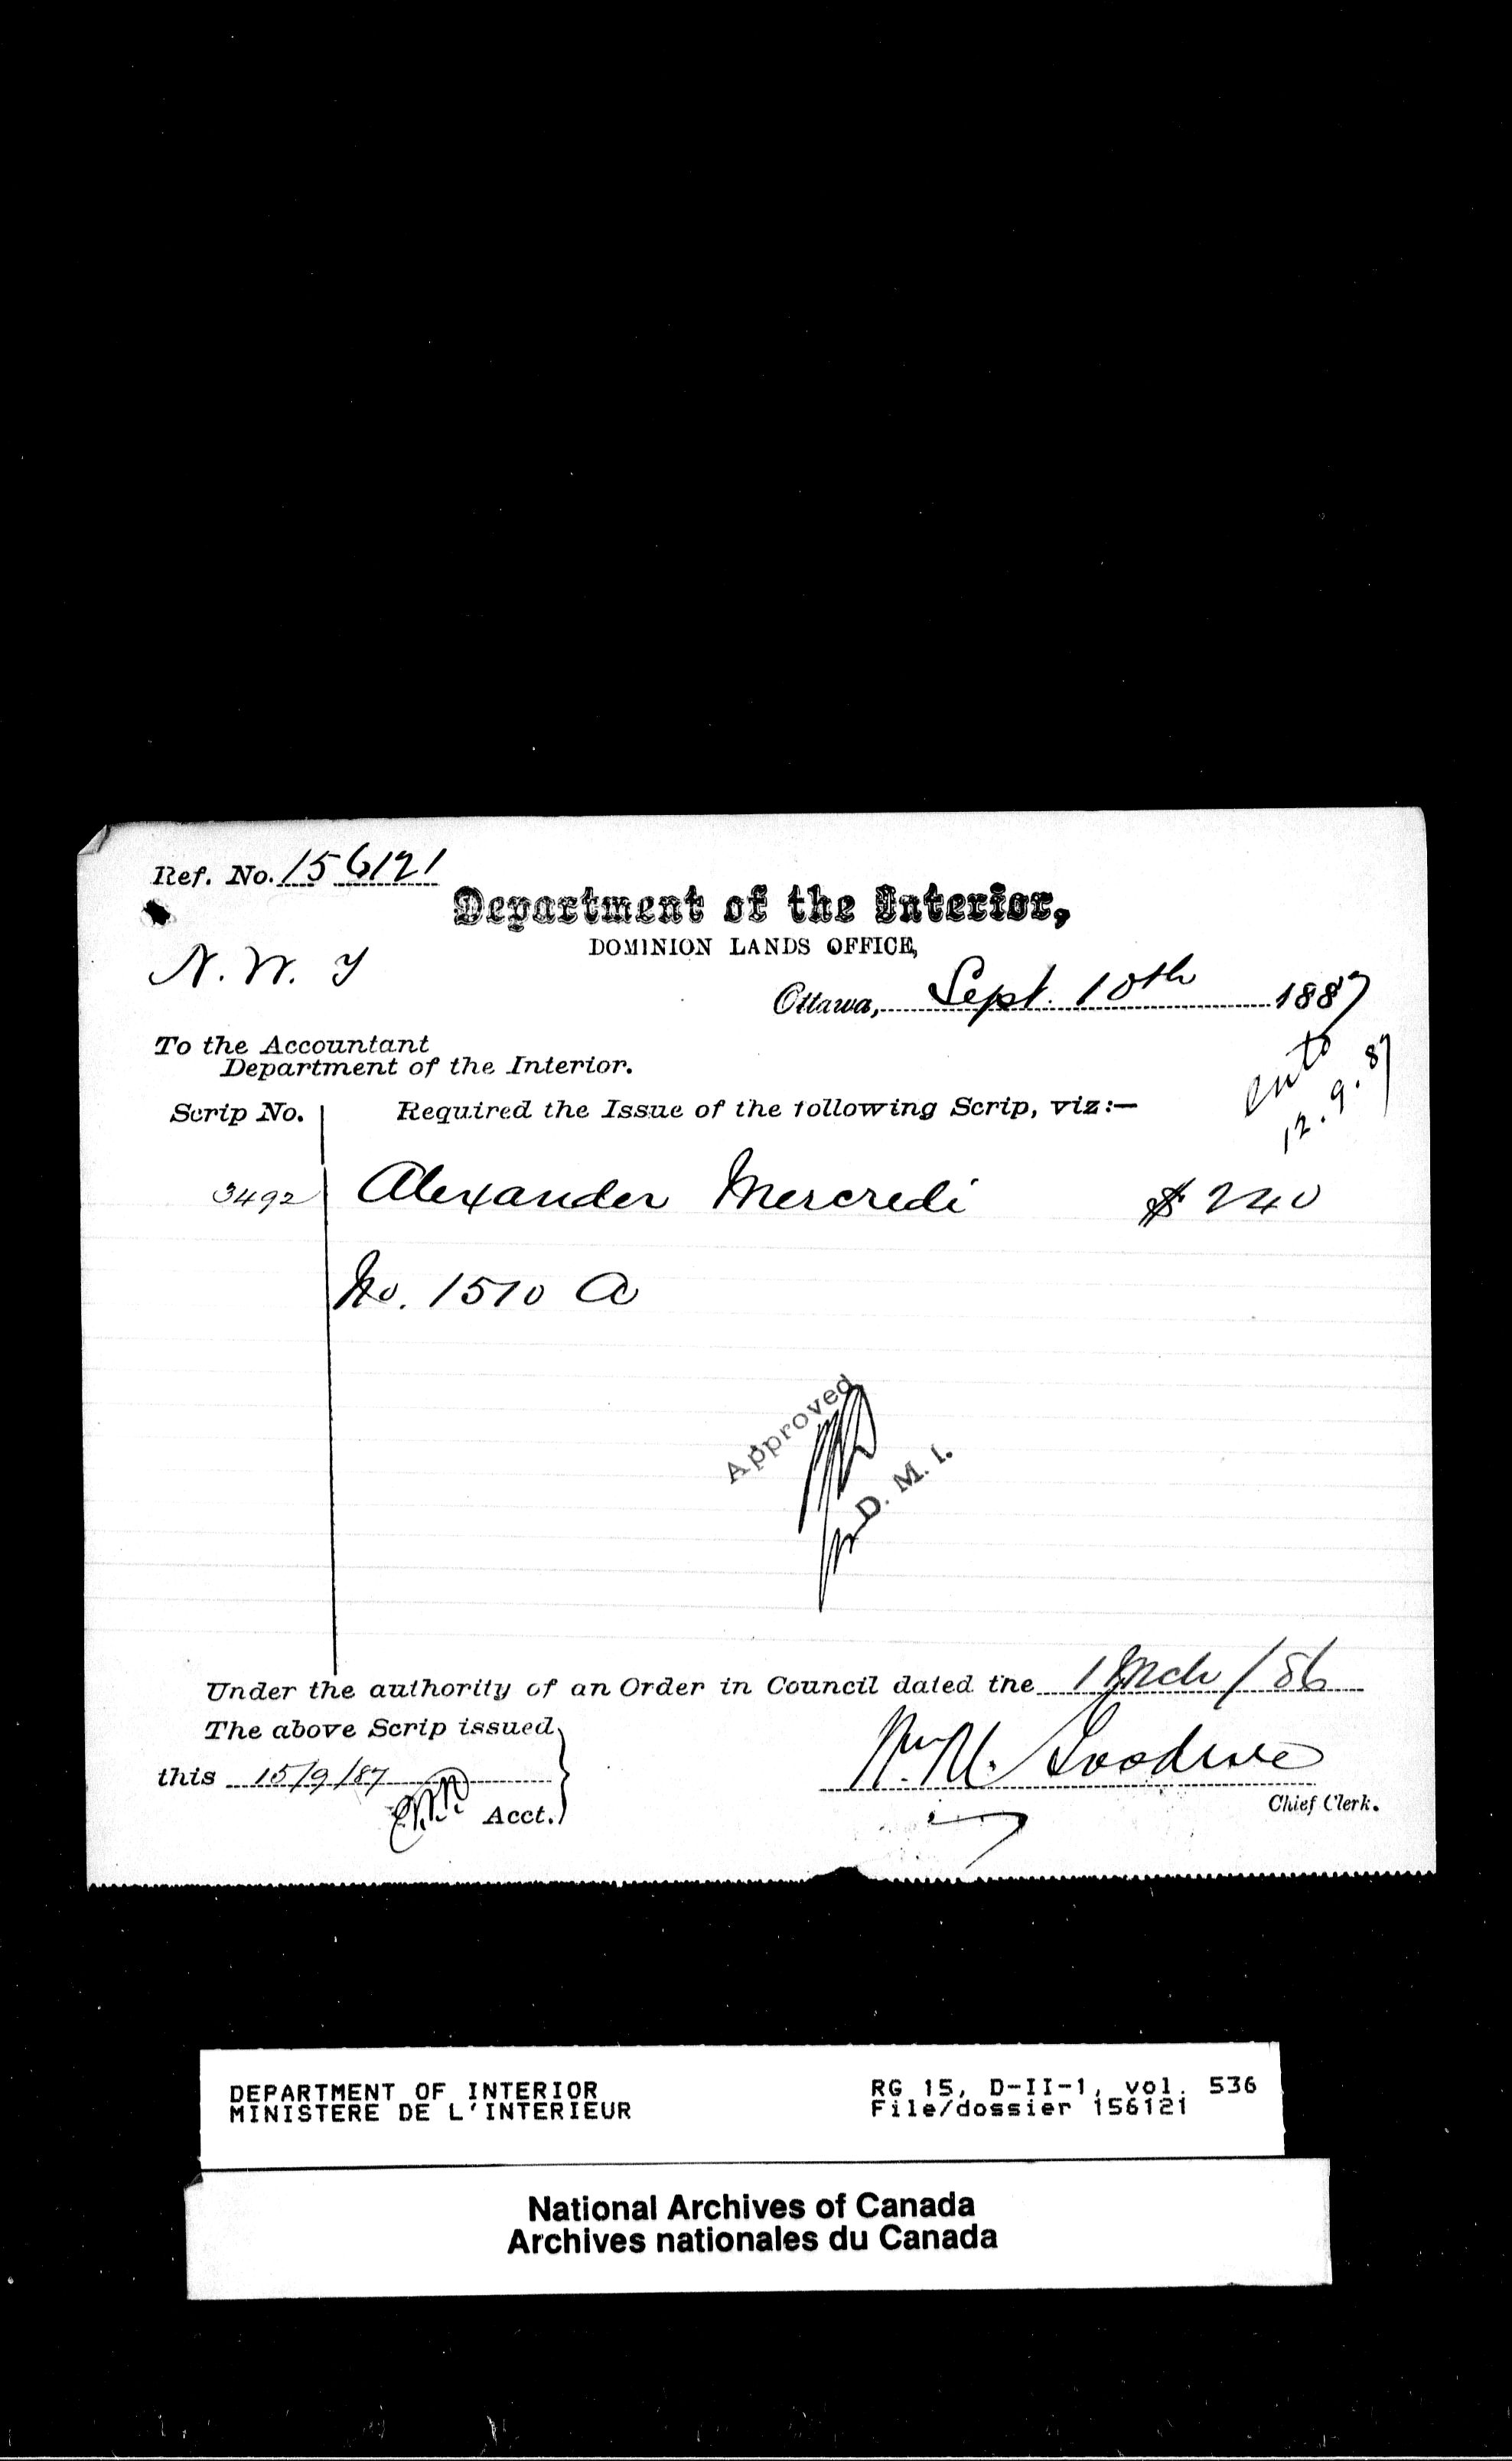 Ref. No. 156121
Department of the Interior,
DOMINION LANDS OFFICE,
N. W. T
Ottawa, Sept. 10th 1887
To the Accountant
Department of the Interior.
12.9.87
Scrip No. Required the Issue of the following Scrip, viz:—
3492 Alexander Mercredi $ 240
No. 1510 A
Approved
D. M. I.
Under the authority of an Order in Council dated the 1 Mch / 86
The above Scrip issued
this 15/9/87
Acct.
Chief Clerk.
DEPARTMENT OF INTERIOR RG 15, D-II-1, vol. 536
MINISTERE DE L'INTERIEUR File/dossier 156121
National Archives of Canada
Archives nationales du Canada